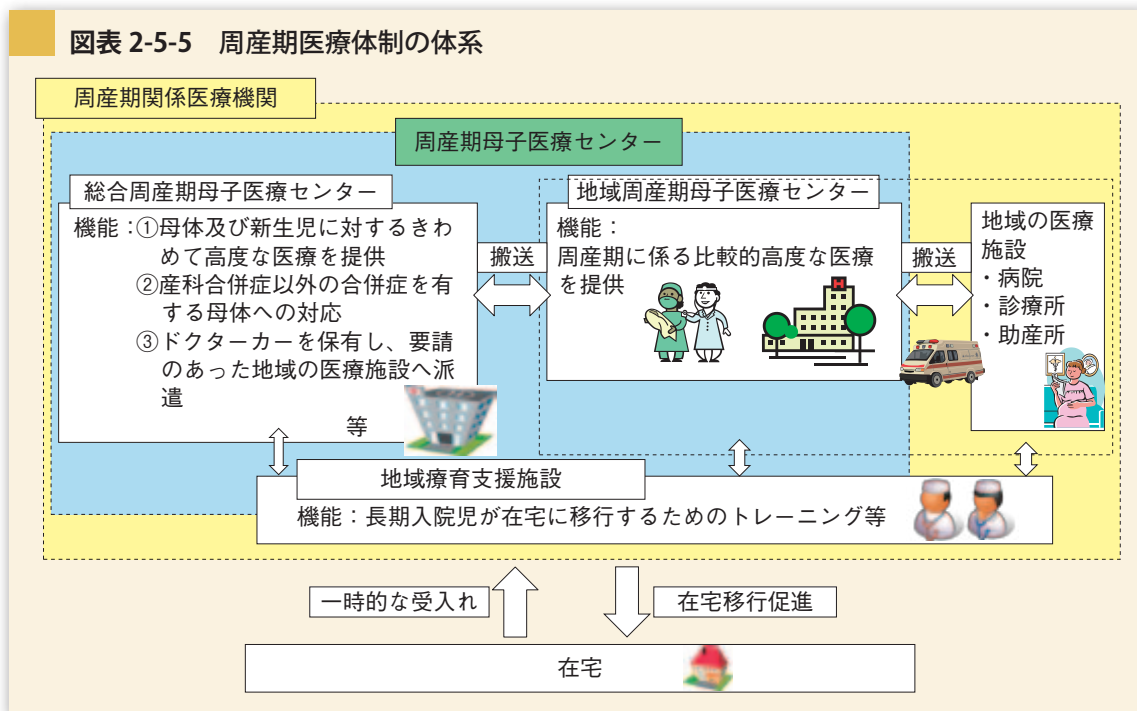 図表 2-5-5 周産期医療体制の体系
周産期関係医療機関
周産期母子医療センター
総合周産期母子医療センター
機能：①母体及び新生児に対するきわ
めて高度な医療を提供
②産科合併症以外の合併症を有
する母体への対応
③ドクターカーを保有し、要請
のあった地域の医療施設へ派
遣
等
搬送
地域周産期母子医療センター
機能：
周産期に係る比較的高度な医療
を提供
H
搬送
地域の医療
施設
・病院
・診療所
・助産所
地域療育支援施設
機能：長期入院児が在宅に移行するためのトレーニング等
一時的な受入れ
在宅移行促進
在宅